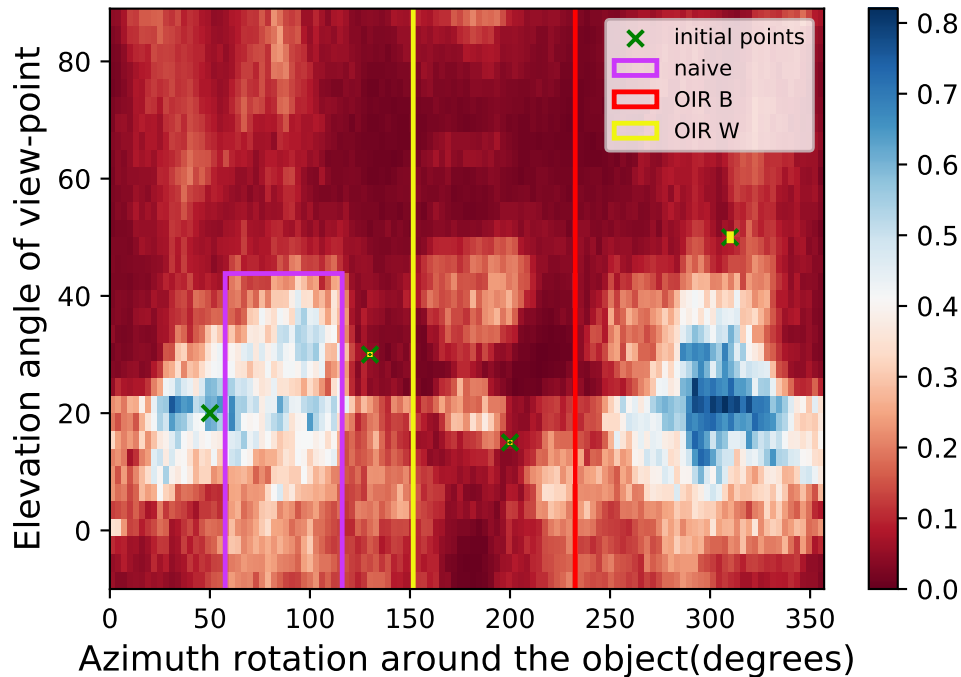 Elevation angle of view-point
80
60
40
20
0
0 50 100 150 200 250 300 350
Azimuth rotation around the object(degrees)
initial points
naive
OIR B
OIR W
0.8
0.7
0.6
0.5
0.4
0.3
0.2
0.1
0.0